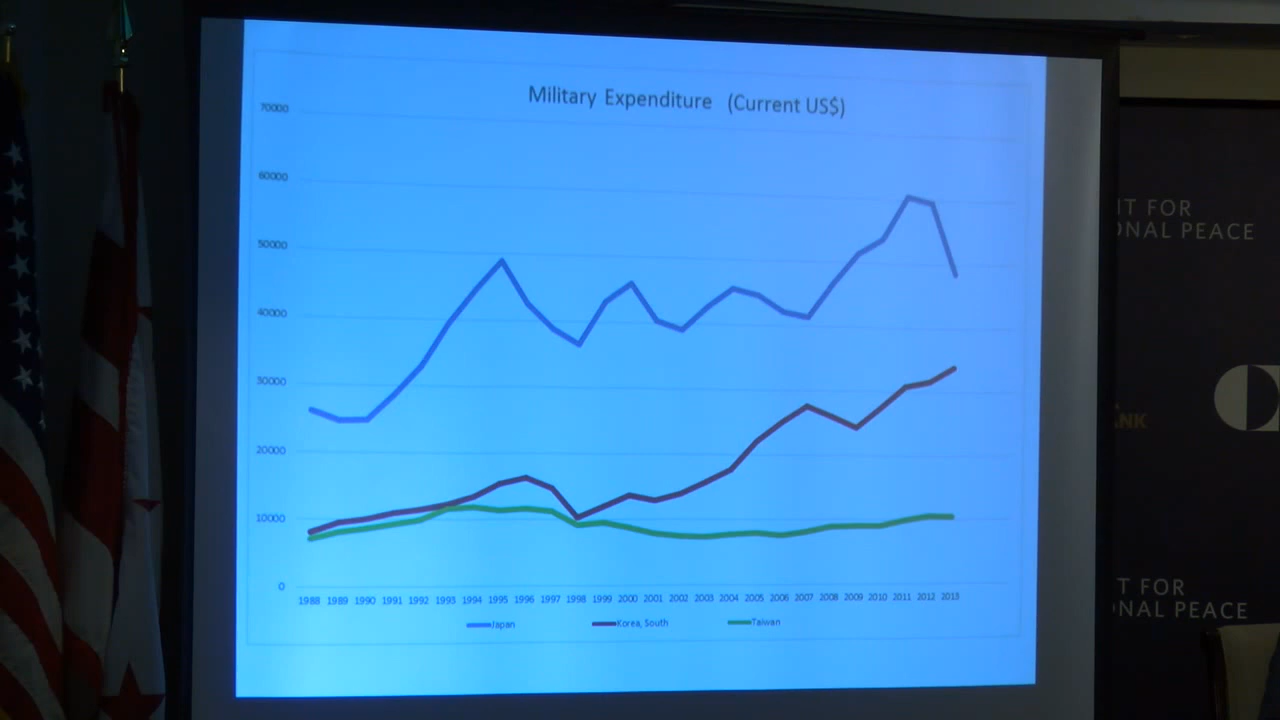 Military Expenditure (Current US$)
70000
60000
50000
40000
30000
20000
10000
0
1988 1989 1990 1991 1992 1993 1994 1995 1996 1997 1998 1999 2000 2001 2002 2003 2004 2005 2006 2007 2008 2009 2010 2011 2012 2013
Japan Korea, South Taiwan
T FOR
ONAL PEACE
NK
T FOR
NAL PEACE